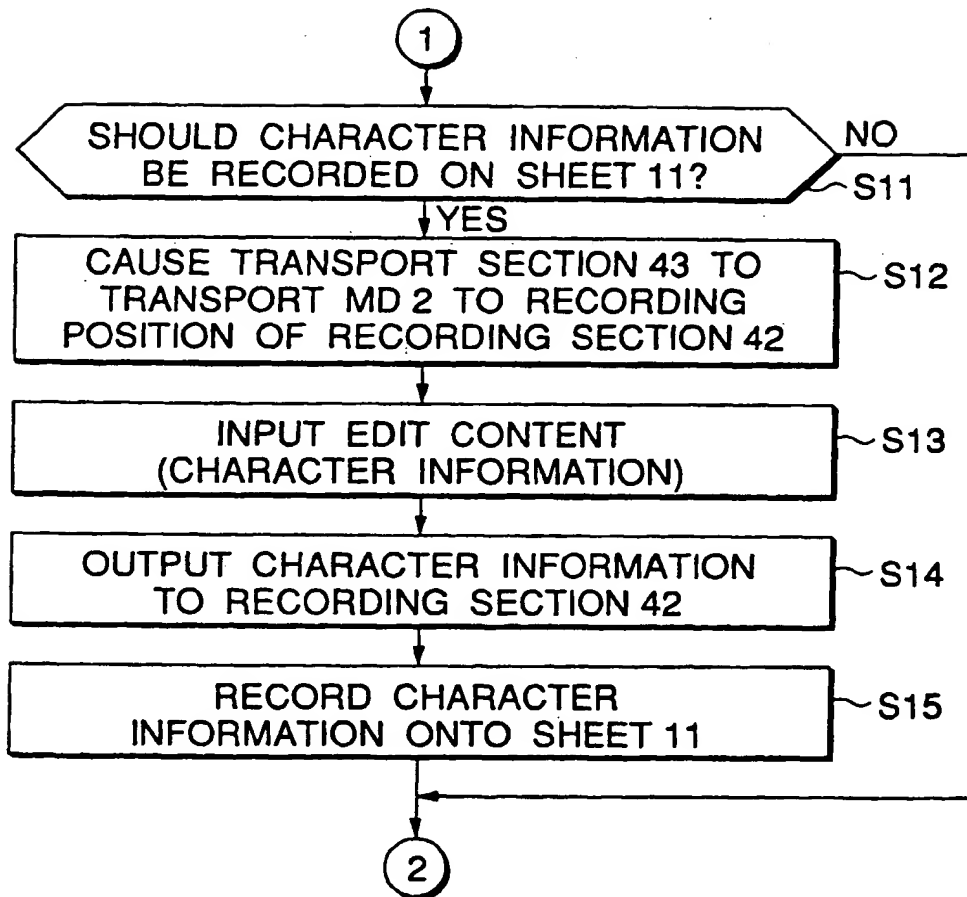 1
SHOULD CHARACTER INFORMATION
BE RECORDED ON SHEET 11?
NO
S11
YES
CAUSE TRANSPORT SECTION 43 TO
TRANSPORT MD 2 TO RECORDING
POSITION OF RECORDING SECTION 42
S12
INPUT EDIT CONTENT
(CHARACTER INFORMATION)
S13
OUTPUT CHARACTER INFORMATION
TO RECORDING SECTION 42
S14
RECORD CHARACTER
INFORMATION ONTO SHEET 11
S15
2